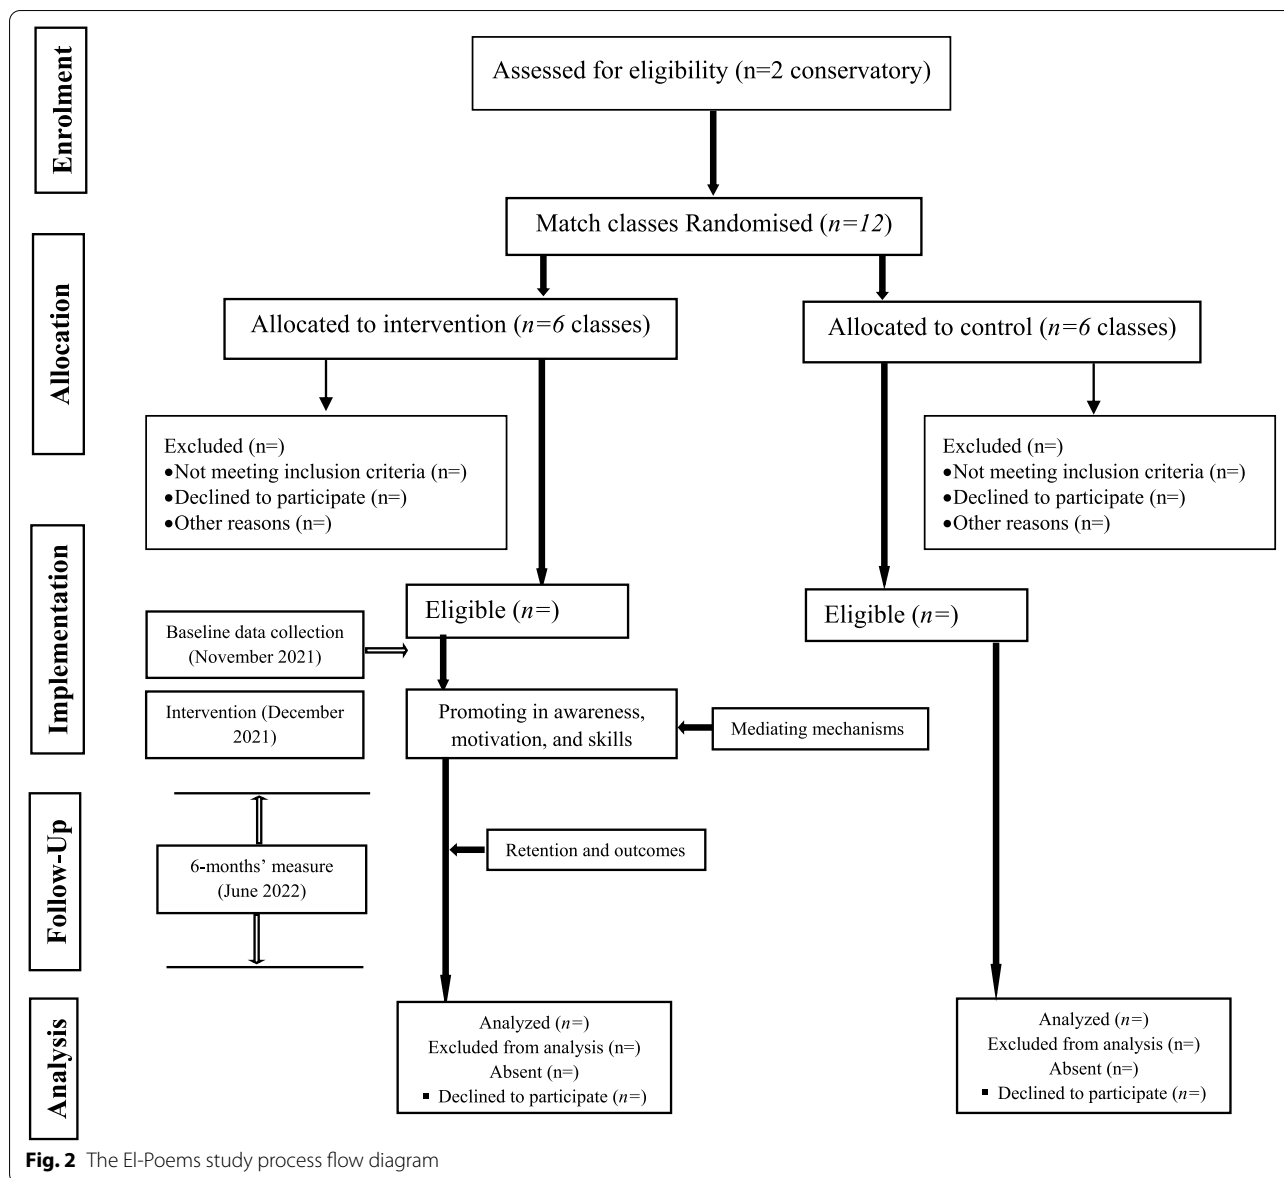 Enrolment
Assessed for eligibility (n=2 conservatory)
Match classes Randomised (n=12)
Allocation
Allocated to intervention (n=6 classes)
Allocated to control (n=6 classes)
Excluded (n=)
•Not meeting inclusion criteria (n=)
•Declined to participate (n=)
•Other reasons (n=)
Excluded (n=)
•Not meeting inclusion criteria (n=)
•Declined to participate (n=)
•Other reasons (n=)
Implementation
Eligible (n=)
Eligible (n=)
Baseline data collection
(November 2021)
Intervention (December
2021)
Promoting in awareness,
motivation, and skills
Mediating mechanisms
Follow-Up
6-months’ measure
(June 2022)
Retention and outcomes
Analysis
Analyzed (n=)
Excluded from analysis (n=)
Absent (n=)
▪ Declined to participate (n=)
Analyzed (n=)
Excluded from analysis (n=)
Absent (n=)
▪ Declined to participate (n=)
Fig. 2 The El-Poems study process flow diagram